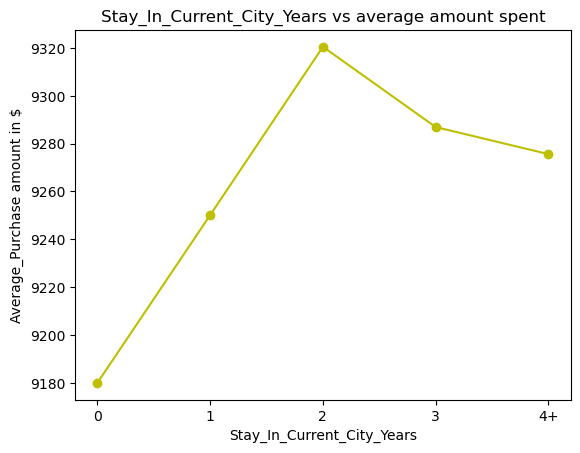 Stay_In_Current_City_Years vs average amount spent
Average_Purchase amount in $
9320
9300
9280
9260
9240
9220
9200
9180
0 1 2 3 4+
Stay_In_Current_City_Years